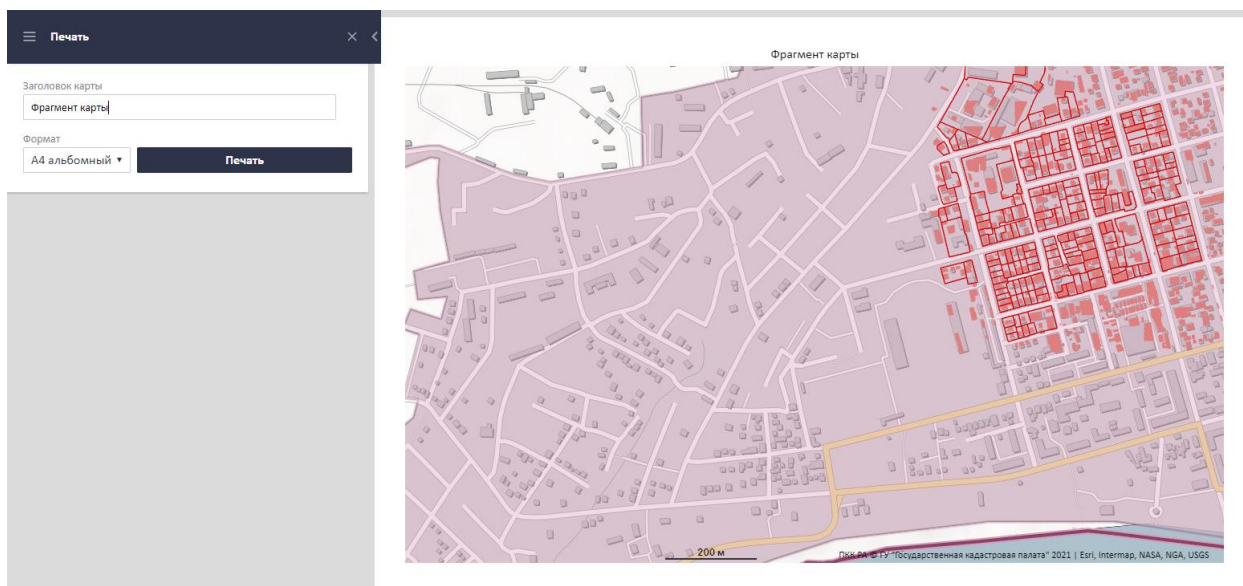 Печать
Заголовок карты
Фрагмент карты
Формат
А4 альбомный
Печать
Фрагмент карты
200 м
ПКК РА © ГУ "Государственная кадастровая палата" 2021 | Esri, Intermap, NASA, NGA, USGS